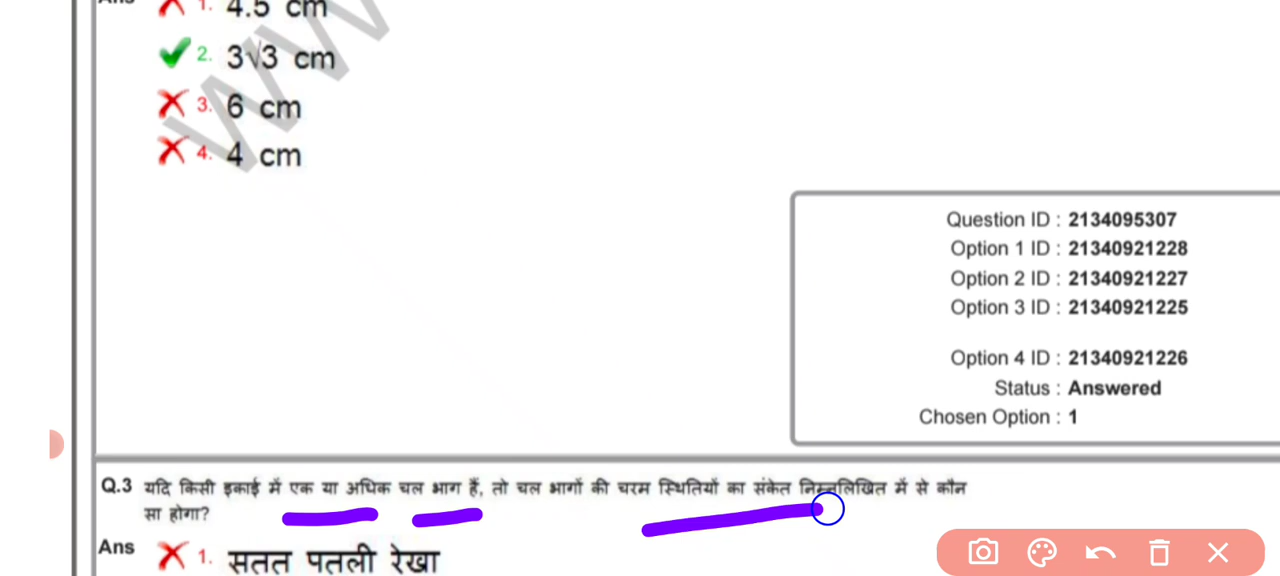 1. 4.5 cm
2. 3√3 cm
3. 6 cm
4. 4 cm
Question ID : 2134095307
Option 1 ID : 21340921228
Option 2 ID : 21340921227
Option 3 ID : 21340921225
Option 4 ID : 21340921226
Status : Answered
Chosen Option : 1
Q.3 यदि किसी इकाई में एक या अधिक चल भाग हैं, तो चल भागों की चरम स्थितियों का संकेत निम्नलिखित में से कौन
सा होगा?
Ans 1. सतत पतली रेखा